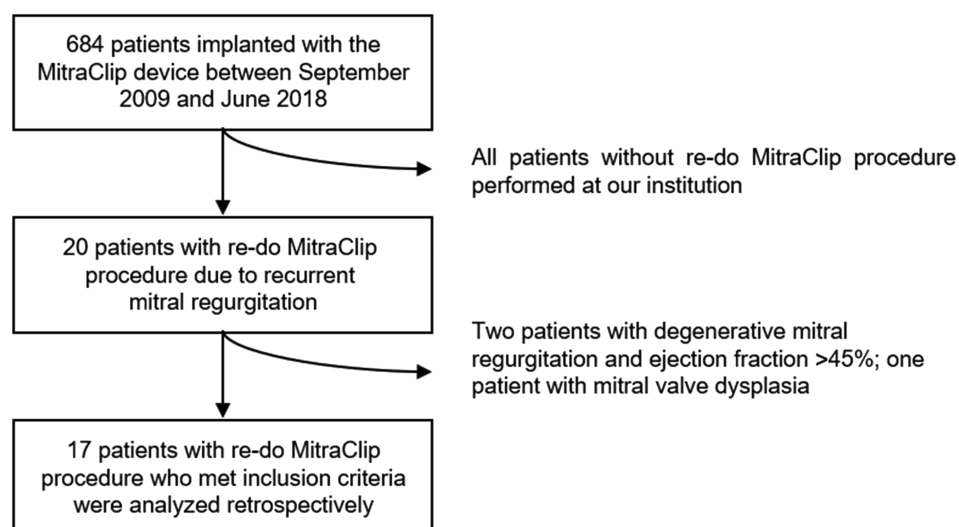 684 patients implanted with the
MitraClip device between September
2009 and June 2018
All patients without re-do MitraClip procedure
performed at our institution
20 patients with re-do MitraClip
procedure due to recurrent
mitral regurgitation
Two patients with degenerative mitral
regurgitation and ejection fraction >45%; one
patient with mitral valve dysplasia
17 patients with re-do MitraClip
procedure who met inclusion criteria
were analyzed retrospectively